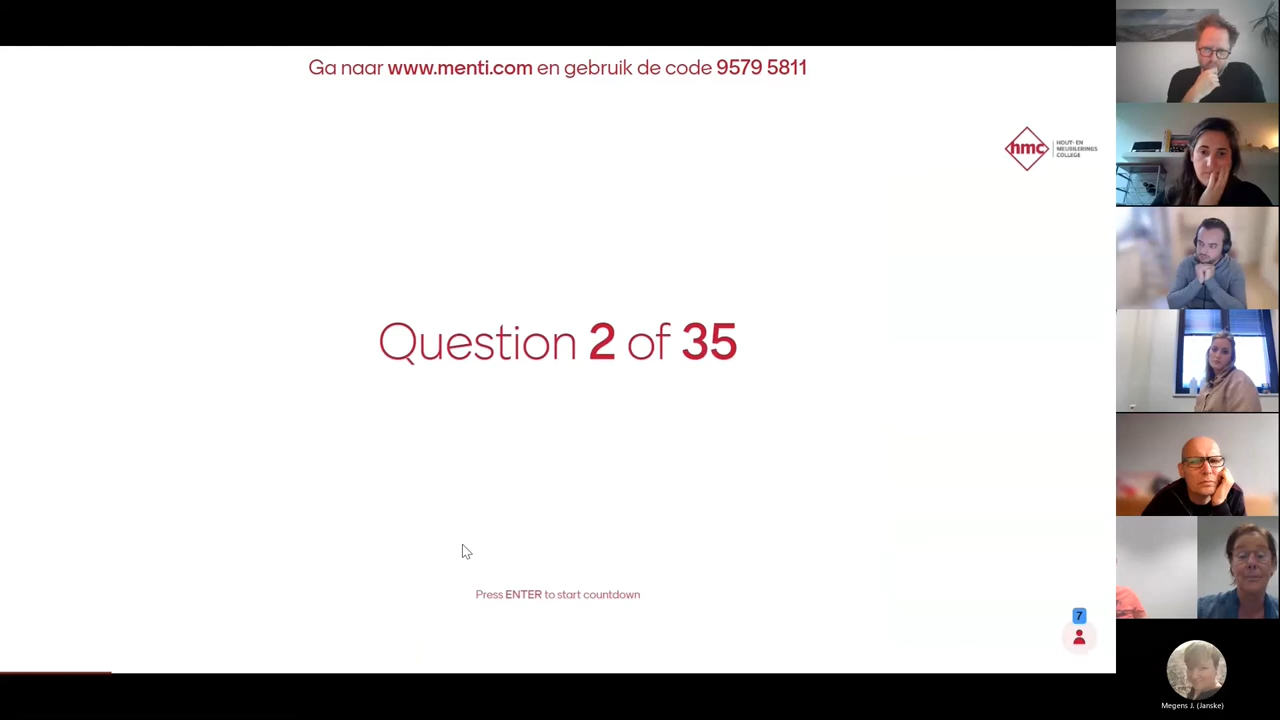 Ga naar www.menti.com en gebruik de code 9579 5811
hmc
HOUT- EN
MEUBILERINGS
COLLEGE
Question 2 of 35
Press ENTER to start countdown
7
Megens J. (Janske)